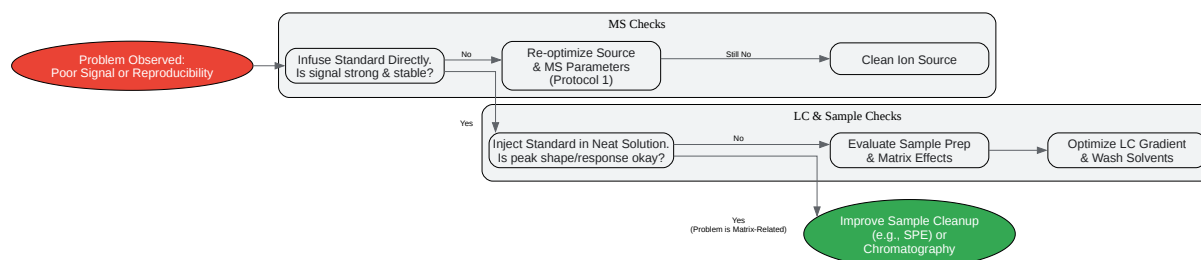 MS Checks
Problem Observed:
Poor Signal or Reproducibility
Infuse Standard Directly.
Is signal strong & stable?
No
Re-optimize Source
& MS Parameters
(Protocol 1)
Still No
Clean Ion Source
Yes
LC & Sample Checks
Inject Standard in Neat Solution.
Is peak shape/response okay?
No
Evaluate Sample Prep
& Matrix Effects
Optimize LC Gradient
& Wash Solvents
Yes
(Problem is Matrix-Related)
Improve Sample Cleanup
(e.g., SPE) or
Chromatography